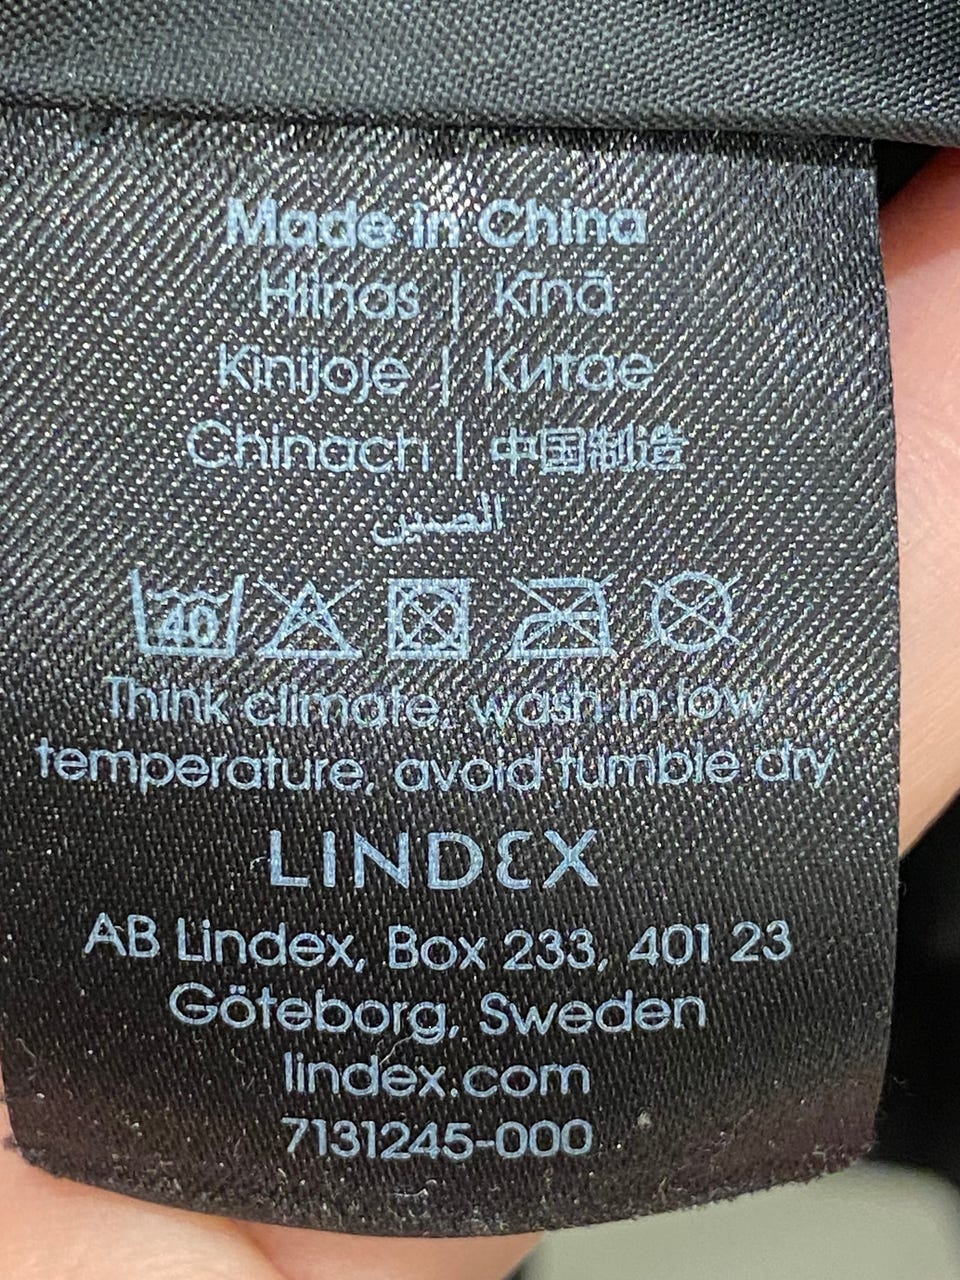 Made in China
Hiinas | Ķīnā
Kinijoje | Китае
Chinach | 中国制造
الصين
40
Think climate, wash in low
temperature, avoid tumble dry
LINDEX
AB Lindex, Box 233, 401 23
Göteborg, Sweden
lindex.com
7131245-000